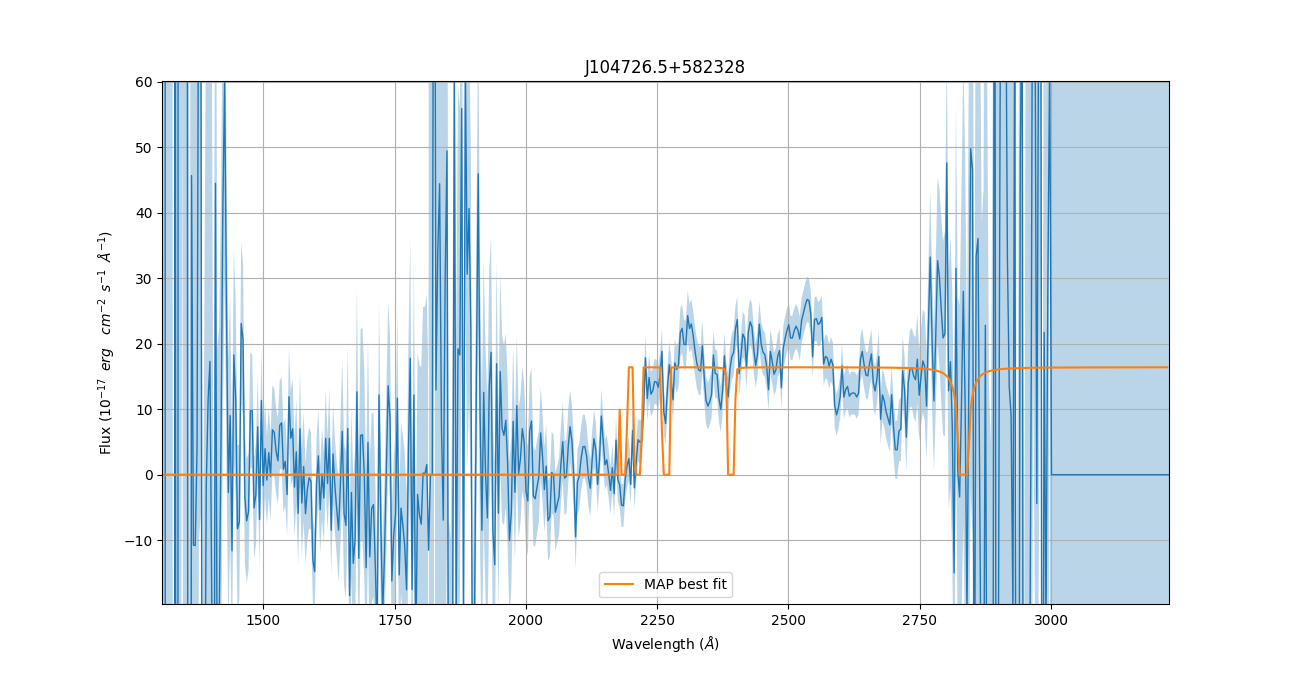 J104726.5+582328
60
50
40
30
20
10
0
−10
Flux (10⁻¹⁷ erg cm⁻² s⁻¹ Å⁻¹)
1500 1750 2000 2250 2500 2750 3000
Wavelength (Å)
MAP best fit